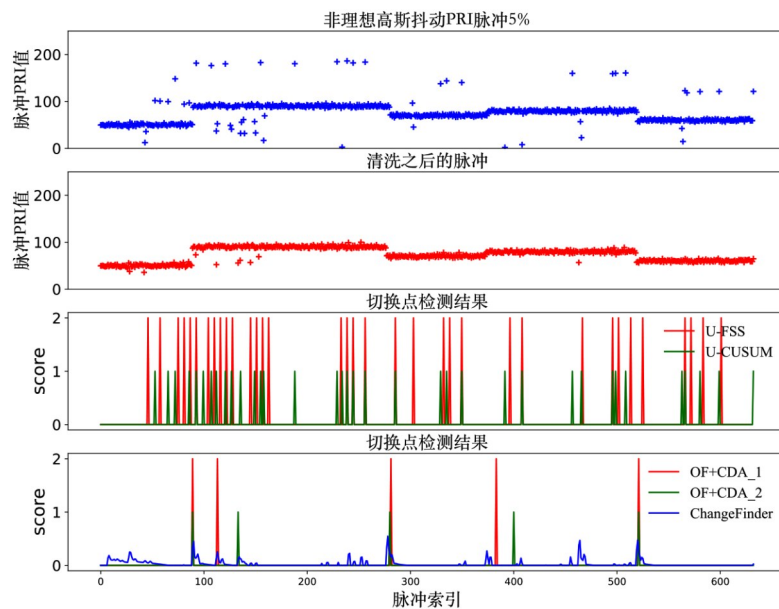 非理想高斯抖动PRI脉冲5%
脉冲PRI值
200
100
0
清洗之后的脉冲
脉冲PRI值
200
100
0
切换点检测结果
score
2
1
0
U-FSS
U-CUSUM
切换点检测结果
score
2
1
0
OF+CDA_1
OF+CDA_2
ChangeFinder
0
100
200
300
400
500
600
脉冲索引